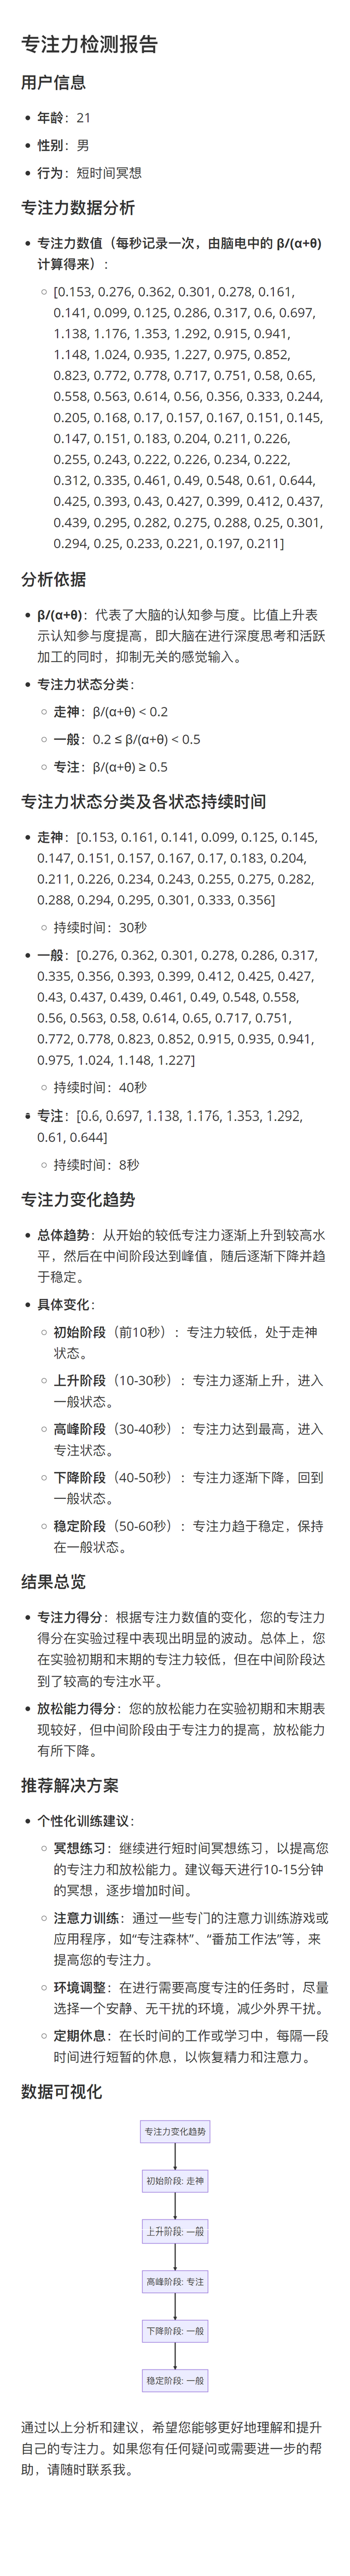 专注力检测报告
用户信息
• 年龄：21
• 性别：男
• 行为：短时间冥想
专注力数据分析
• 专注力数值（每秒记录一次，由脑电中的 β/(α+θ)
计算得来）：
◦ [0.153, 0.276, 0.362, 0.301, 0.278, 0.161,
0.141, 0.099, 0.125, 0.286, 0.317, 0.6, 0.697,
1.138, 1.176, 1.353, 1.292, 0.915, 0.941,
1.148, 1.024, 0.935, 1.227, 0.975, 0.852,
0.823, 0.772, 0.778, 0.717, 0.751, 0.58, 0.65,
0.558, 0.563, 0.614, 0.56, 0.356, 0.333, 0.244,
0.205, 0.168, 0.17, 0.157, 0.167, 0.151, 0.145,
0.147, 0.151, 0.183, 0.204, 0.211, 0.226,
0.255, 0.243, 0.222, 0.226, 0.234, 0.222,
0.312, 0.335, 0.461, 0.49, 0.548, 0.61, 0.644,
0.425, 0.393, 0.43, 0.427, 0.399, 0.412, 0.437,
0.439, 0.295, 0.282, 0.275, 0.288, 0.25, 0.301,
0.294, 0.25, 0.233, 0.221, 0.197, 0.211]
分析依据
• β/(α+θ)：代表了大脑的认知参与度。比值上升表
示认知参与度提高，即大脑在进行深度思考和活跃
加工的同时，抑制无关的感觉输入。
• 专注力状态分类：
◦ 走神：β/(α+θ) < 0.2
◦ 一般：0.2 ≤ β/(α+θ) < 0.5
◦ 专注：β/(α+θ) ≥ 0.5
专注力状态分类及各状态持续时间
• 走神：[0.153, 0.161, 0.141, 0.099, 0.125, 0.145,
0.147, 0.151, 0.157, 0.167, 0.17, 0.183, 0.204,
0.211, 0.226, 0.234, 0.243, 0.255, 0.275, 0.282,
0.288, 0.294, 0.295, 0.301, 0.333, 0.356]
◦ 持续时间：30秒
• 一般：[0.276, 0.362, 0.301, 0.278, 0.286, 0.317,
0.335, 0.356, 0.393, 0.399, 0.412, 0.425, 0.427,
0.43, 0.437, 0.439, 0.461, 0.49, 0.548, 0.558,
0.56, 0.563, 0.58, 0.614, 0.65, 0.717, 0.751,
0.772, 0.778, 0.823, 0.852, 0.915, 0.935, 0.941,
0.975, 1.024, 1.148, 1.227]
◦ 持续时间：40秒
• 专注：[0.6, 0.697, 1.138, 1.176, 1.353, 1.292,
0.61, 0.644]
◦ 持续时间：8秒
专注力变化趋势
• 总体趋势：从开始的较低专注力逐渐上升到较高水
平，然后在中间阶段达到峰值，随后逐渐下降并趋
于稳定。
• 具体变化：
◦ 初始阶段（前10秒）：专注力较低，处于走神
状态。
◦ 上升阶段（10-30秒）：专注力逐渐上升，进入
一般状态。
◦ 高峰阶段（30-40秒）：专注力达到最高，进入
专注状态。
◦ 下降阶段（40-50秒）：专注力逐渐下降，回到
一般状态。
◦ 稳定阶段（50-60秒）：专注力趋于稳定，保持
在一般状态。
结果总览
• 专注力得分：根据专注力数值的变化，您的专注力
得分在实验过程中表现出明显的波动。总体上，您
在实验初期和末期的专注力较低，但在中间阶段达
到了较高的专注水平。
• 放松能力得分：您的放松能力在实验初期和末期表
现较好，但中间阶段由于专注力的提高，放松能力
有所下降。
推荐解决方案
• 个性化训练建议：
◦ 冥想练习：继续进行短时间冥想练习，以提高您
的专注力和放松能力。建议每天进行10-15分钟
的冥想，逐步增加时间。
◦ 注意力训练：通过一些专门的注意力训练游戏或
应用程序，如“专注森林”、“番茄工作法”等，来
提高您的专注力。
◦ 环境调整：在进行需要高度专注的任务时，尽量
选择一个安静、无干扰的环境，减少外界干扰。
◦ 定期休息：在长时间的工作或学习中，每隔一段
时间进行短暂的休息，以恢复精力和注意力。
数据可视化
专注力变化趋势
初始阶段: 走神
上升阶段: 一般
高峰阶段: 专注
下降阶段: 一般
稳定阶段: 一般
通过以上分析和建议，希望您能够更好地理解和提升
自己的专注力。如果您有任何疑问或需要进一步的帮
助，请随时联系我。